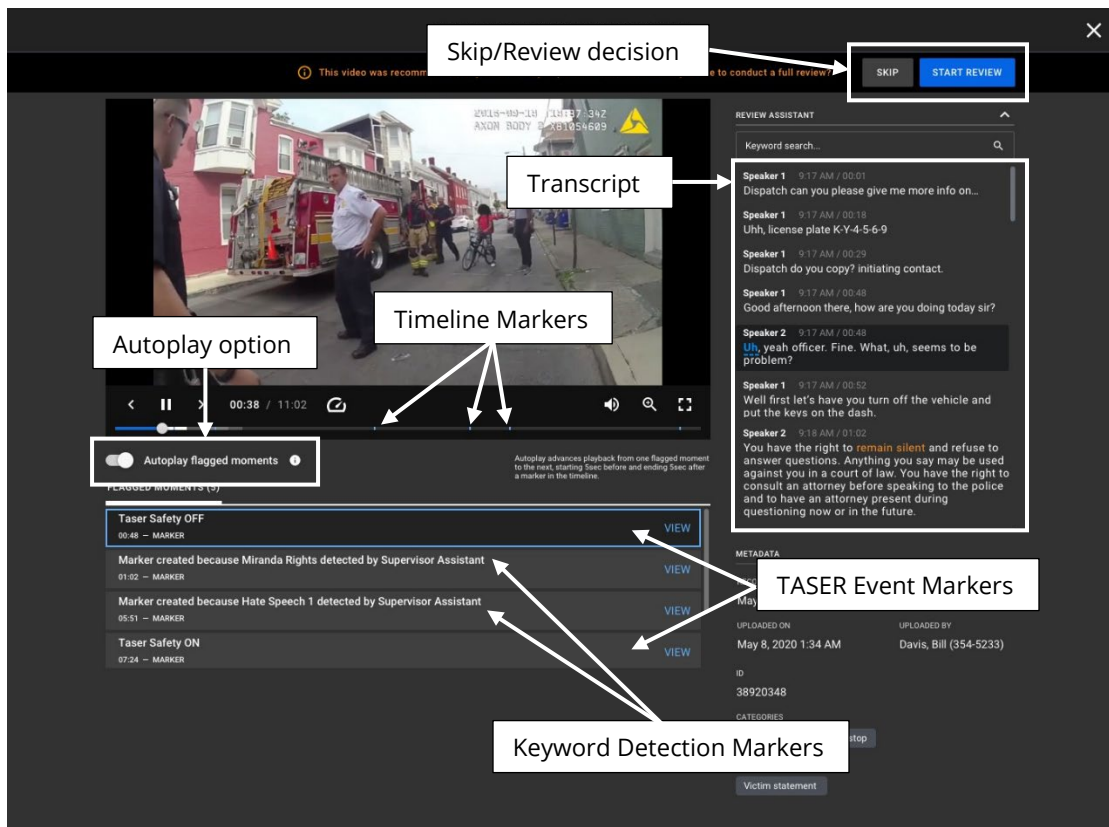 Skip/Review decision
This video was recomm
e to conduct a full review?
SKIP
START REVIEW
AXON BODY 2 X81054609
REVIEW ASSISTANT
Keyword search...
Transcript
Speaker 1 9:17 AM / 00:01
Dispatch can you please give me more info on…
Speaker 1 9:17 AM / 00:18
Uhh, license plate K-Y-4-5-6-9
Speaker 1 9:17 AM / 00:29
Dispatch do you copy? initiating contact.
Speaker 1 9:17 AM / 00:48
Good afternoon there, how are you doing today sir?
Speaker 2 9:17 AM / 00:48
Uh, yeah officer. Fine. What, uh, seems to be
problem?
Speaker 1 9:17 AM / 00:52
Well first let's have you turn off the vehicle and
put the keys on the dash.
Speaker 2 9:18 AM / 01:02
You have the right to remain silent and refuse to
answer questions. Anything you say may be used
against you in a court of law. You have the right to
consult an attorney before speaking to the police
and to have an attorney present during
questioning now or in the future.
Timeline Markers
Autoplay option
00:38 / 11:02
Autoplay flagged moments
Autoplay advances playback from one flagged moment
to the next, starting 5sec before and ending 5sec after
a marker in the timeline.
FLAGGED MOMENTS (5)
Taser Safety OFF
00:48 – MARKER
VIEW
Marker created because Miranda Rights detected by Supervisor Assistant
01:02 – MARKER
VIEW
Marker created because Hate Speech 1 detected by Supervisor Assistant
05:51 – MARKER
VIEW
Taser Safety ON
07:24 – MARKER
VIEW
METADATA
TASER Event Markers
May
UPLOADED ON
UPLOADED BY
May 8, 2020 1:34 AM
Davis, Bill (354-5233)
ID
38920348
CATEGORIES
Keyword Detection Markers
stop
Victim statement